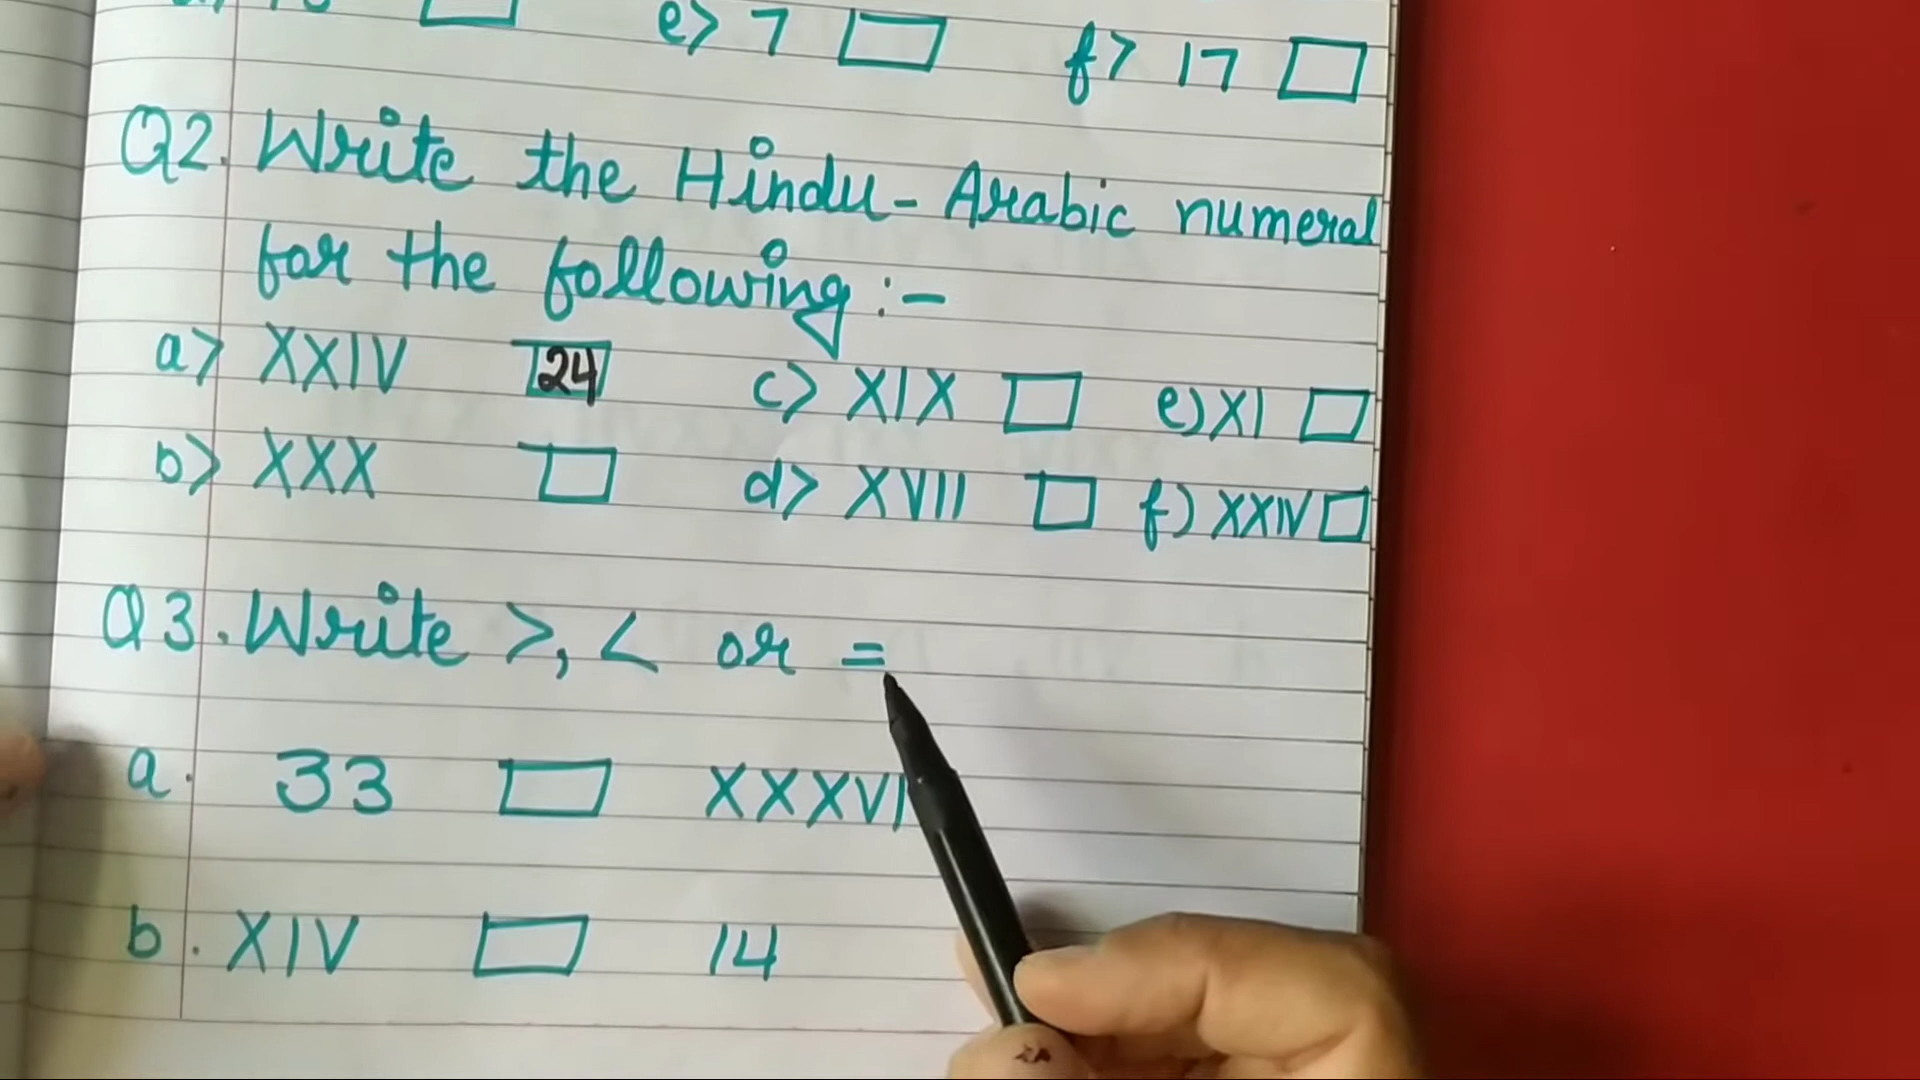 e> 7 f> 17
Q2. Write the Hindu-Arabic numeral
for the following :-
a> XXIV 24 c> XIX e) XI
b> XXX d> XVII f) XXIV
Q3. Write >, < or =
a. 33 XXXVI
b. XIV 14